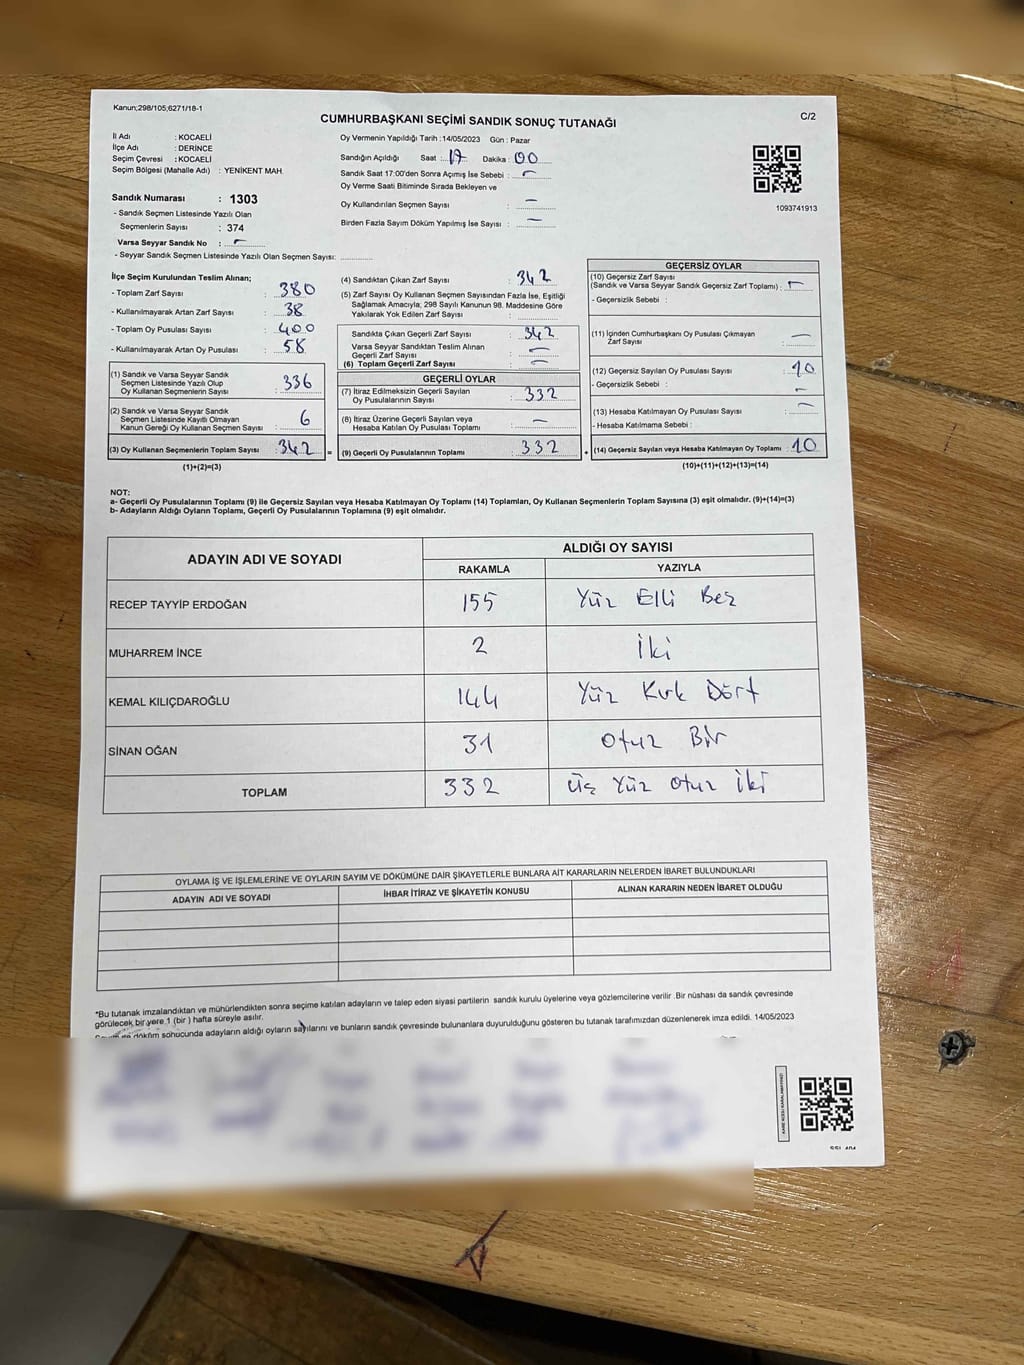 Kanun;298/105;6271/18-1
CUMHURBAŞKANI SEÇİMİ SANDIK SONUÇ TUTANAĞI
C/2
İl Adı : KOCAELİ
İlçe Adı : DERİNCE
Seçim Çevresi : KOCAELİ
Seçim Bölgesi (Mahalle Adı) : YENİKENT MAH.
Sandık Numarası : 1303
- Sandık Seçmen Listesinde Yazılı Olan
Seçmenlerin Sayısı : 374
Varsa Seyyar Sandık No : -
- Seyyar Sandık Seçmen Listesinde Yazılı Olan Seçmen Sayısı:
Oy Vermenin Yapıldığı Tarih : 14/05/2023 Gün : Pazar
Sandığın Açıldığı Saat : 17 Dakika : 00
Sandık Saat 17:00'den Sonra Açımış İse Sebebi : -
Oy Verme Saati Bitiminde Sırada Bekleyen ve
Oy Kullandırılan Seçmen Sayısı : -
Birden Fazla Sayım Döküm Yapılmış İse Sayısı : -
1093741913
İlçe Seçim Kurulundan Teslim Alınan;
- Toplam Zarf Sayısı : 380
- Kullanılmayarak Artan Zarf Sayısı : 38
- Toplam Oy Pusulası Sayısı : 400
- Kullanılmayarak Artan Oy Pusulası : 58
(1) Sandık ve Varsa Seyyar Sandık
Seçmen Listesinde Yazılı Olup
Oy Kullanan Seçmenlerin Sayısı : 336
(2) Sandık ve Varsa Seyyar Sandık
Seçmen Listesinde Kayıtlı Olmayan
Kanun Gereği Oy Kullanan Seçmen Sayısı : 6
(3) Oy Kullanan Seçmenlerin Toplam Sayısı : 342 =
(1)+(2)=(3)
(4) Sandıktan Çıkan Zarf Sayısı : 342
(5) Zarf Sayısı Oy Kullanan Seçmen Sayısından Fazla İse, Eşitliği
Sağlamak Amacıyla; 298 Sayılı Kanunun 98. Maddesine Göre
Yakılarak Yok Edilen Zarf Sayısı :
Sandıkta Çıkan Geçerli Zarf Sayısı : 342
Varsa Seyyar Sandıktan Teslim Alınan
Geçerli Zarf Sayısı : -
(6) Toplam Geçerli Zarf Sayısı : -
GEÇERLİ OYLAR
(7) İtiraz Edilmeksizin Geçerli Sayılan
Oy Pusulasının Sayısı : 332
(8) İtiraz Üzerine Geçerli Sayılan veya
Hesaba Katılan Oy Pusulası Toplamı : -
(9) Geçerli Oy Pusulalarının Toplamı : 332 +
GEÇERSİZ OYLAR
(10) Geçersiz Zarf Sayısı
(Sandık ve Varsa Seyyar Sandık Geçersiz Zarf Toplamı) : -
- Geçersizlik Sebebi :
(11) İçinden Cumhurbaşkanı Oy Pusulası Çıkmayan
Zarf Sayısı : -
(12) Geçersiz Sayılan Oy Pusulası Sayısı : 10
- Geçersizlik Sebebi : -
(13) Hesaba Katılmayan Oy Pusulası Sayısı : -
- Hesaba Katılmama Sebebi :
(14) Geçersiz Sayılan veya Hesaba Katılmayan Oy Toplamı : 10
(10)+(11)+(12)+(13)=(14)
NOT:
a- Geçerli Oy Pusulalarının Toplamı (9) ile Geçersiz Sayılan veya Hesaba Katılmayan Oy Toplamı (14) Toplamları, Oy Kullanan Seçmenlerin Toplam Sayısına (3) eşit olmalıdır. (9)+(14)=(3)
b- Adayların Aldığı Oyların Toplamı, Geçerli Oy Pusulalarının Toplamına (9) eşit olmalıdır.
ADAYIN ADI VE SOYADI ALDIĞI OY SAYISI
RAKAMLA YAZIYLA
RECEP TAYYİP ERDOĞAN 155 Yüz Elli Beş
MUHARREM İNCE 2 İki
KEMAL KILIÇDAROĞLU 144 Yüz Kırk Dört
SİNAN OĞAN 31 Otuz Bir
TOPLAM 332 Üç Yüz Otuz İki
OYLAMA İŞ VE İŞLEMLERİNE VE OYLARIN SAYIM VE DÖKÜMÜNE DAİR ŞİKAYETLERLE BUNLARA AİT KARARLARIN NELERDEN İBARET BULUNDUKLARI
ADAYIN ADI VE SOYADI İHBAR İTİRAZ VE ŞİKAYETİN KONUSU ALINAN KARARIN NEDEN İBARET OLDUĞU
*Bu tutanak imzalandıktan ve mühürlendikten sonra seçime katılan adayların ve talep eden siyasi partilerin sandık kurulu üyelerine veya gözlemcilerine verilir .Bir nüshası da sandık çevresinde
görülecek bir yere 1 (bir ) hafta süreyle asılır.
döküm sonucunda adayların aldığı oyların sayılarını ve bunların sandık çevresinde bulunanlara duyurulduğunu gösteren bu tutanak tarafımızdan düzenlenerek imza edildi. 14/05/2023